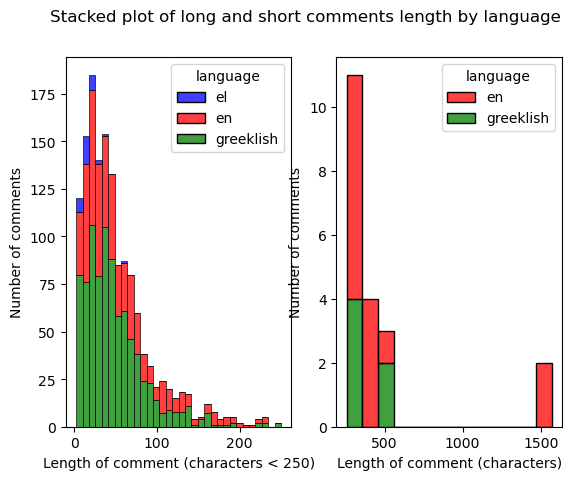 Stacked plot of long and short comments length by language
Number of comments
175
150
125
100
75
50
25
0
language
el
en
greeklish
0
100
200
Length of comment (characters < 250)
Number of comments
10
8
6
4
2
0
language
en
greeklish
500
1000
1500
Length of comment (characters)